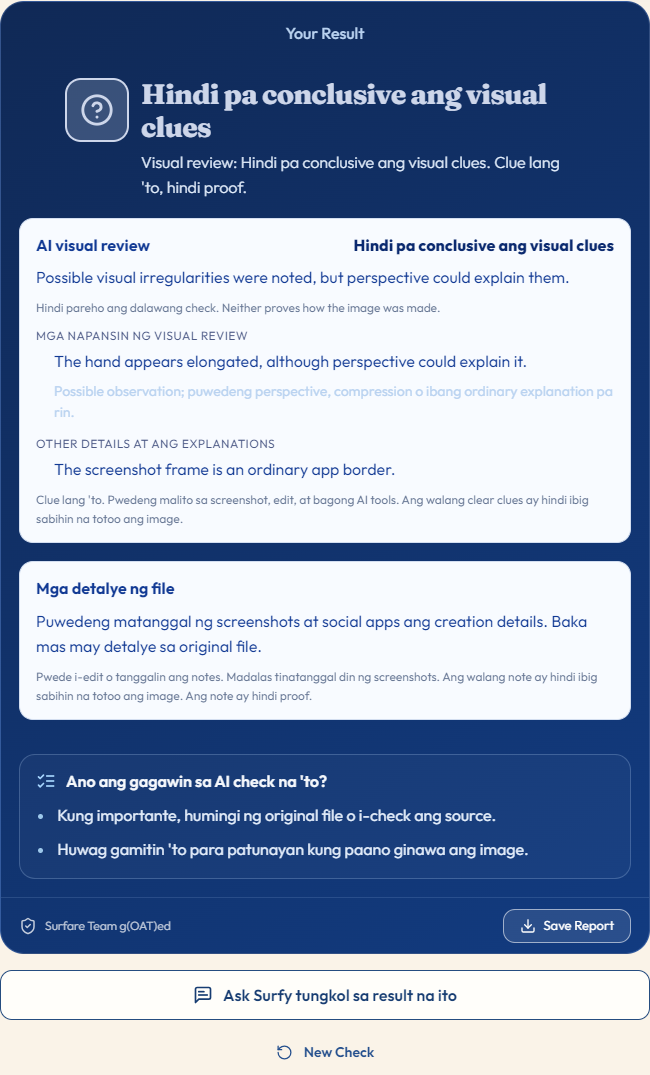 Your Result
Hindi pa conclusive ang visual
clues
Visual review: Hindi pa conclusive ang visual clues. Clue lang
'to, hindi proof.
AI visual review
Hindi pa conclusive ang visual clues
Possible visual irregularities were noted, but perspective could explain them.
Hindi pareho ang dalawang check. Neither proves how the image was made.
MGA NAPANSIN NG VISUAL REVIEW
The hand appears elongated, although perspective could explain it.
Possible observation; puwedeng perspective, compression o ibang ordinary explanation pa
rin.
OTHER DETAILS AT ANG EXPLANATIONS
The screenshot frame is an ordinary app border.
Clue lang 'to. Pwedeng malito sa screenshot, edit, at bagong AI tools. Ang walang clear clues ay hindi ibig
sabihin na totoo ang image.
Mga detalye ng file
Puwedeng matanggal ng screenshots at social apps ang creation details. Baka
mas may detalye sa original file.
Pwede i-edit o tanggalin ang notes. Madalas tinatanggal din ng screenshots. Ang walang note ay hindi ibig
sabihin na totoo ang image. Ang note ay hindi proof.
Ano ang gagawin sa AI check na 'to?
• Kung importante, humingi ng original file o i-check ang source.
• Huwag gamitin 'to para patunayan kung paano ginawa ang image.
Surfare Team g(OAT)ed
Save Report
Ask Surfy tungkol sa result na ito
New Check